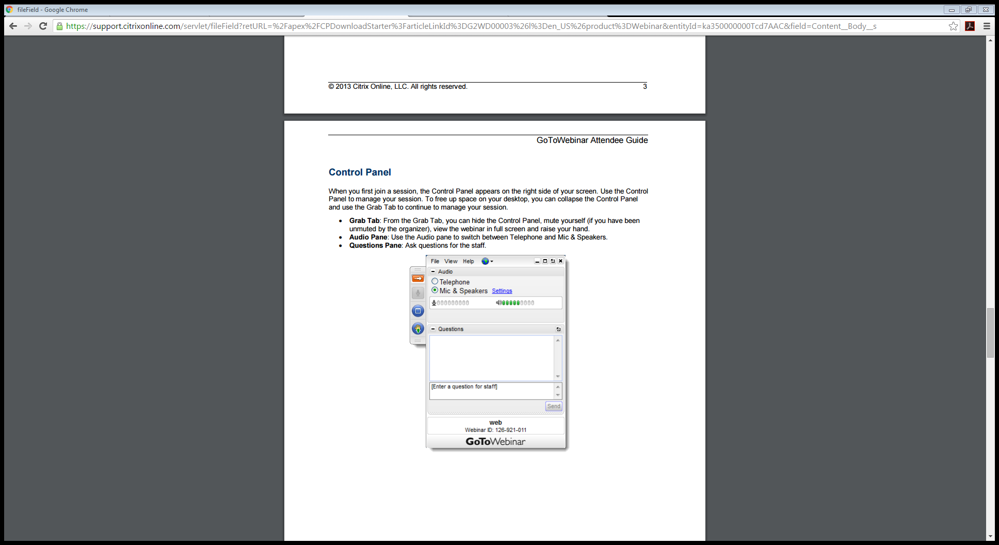 fileField - Google Chrome
https://support.citrixonline.com/servlet/fileField?retURL=%2Fapex%2FCPDownloadStarter%3FarticleLinkId%3DG2WD00003%26l%3Den_US%26product%3DWebinar&entityId=ka350000000Tcd7AAC&field=Content__Body__s
© 2013 Citrix Online, LLC. All rights reserved. 3
GoToWebinar Attendee Guide
Control Panel
When you first join a session, the Control Panel appears on the right side of your screen. Use the Control
Panel to manage your session. To free up space on your desktop, you can collapse the Control Panel
and use the Grab Tab to continue to manage your session.
• Grab Tab: From the Grab Tab, you can hide the Control Panel, mute yourself (if you have been
unmuted by the organizer), view the webinar in full screen and raise your hand.
• Audio Pane: Use the Audio pane to switch between Telephone and Mic & Speakers.
• Questions Pane: Ask questions for the staff.
File View Help
Audio
Telephone
Mic & Speakers Settings
Questions
[Enter a question for staff]
Send
web
Webinar ID: 126-921-011
GoToWebinar